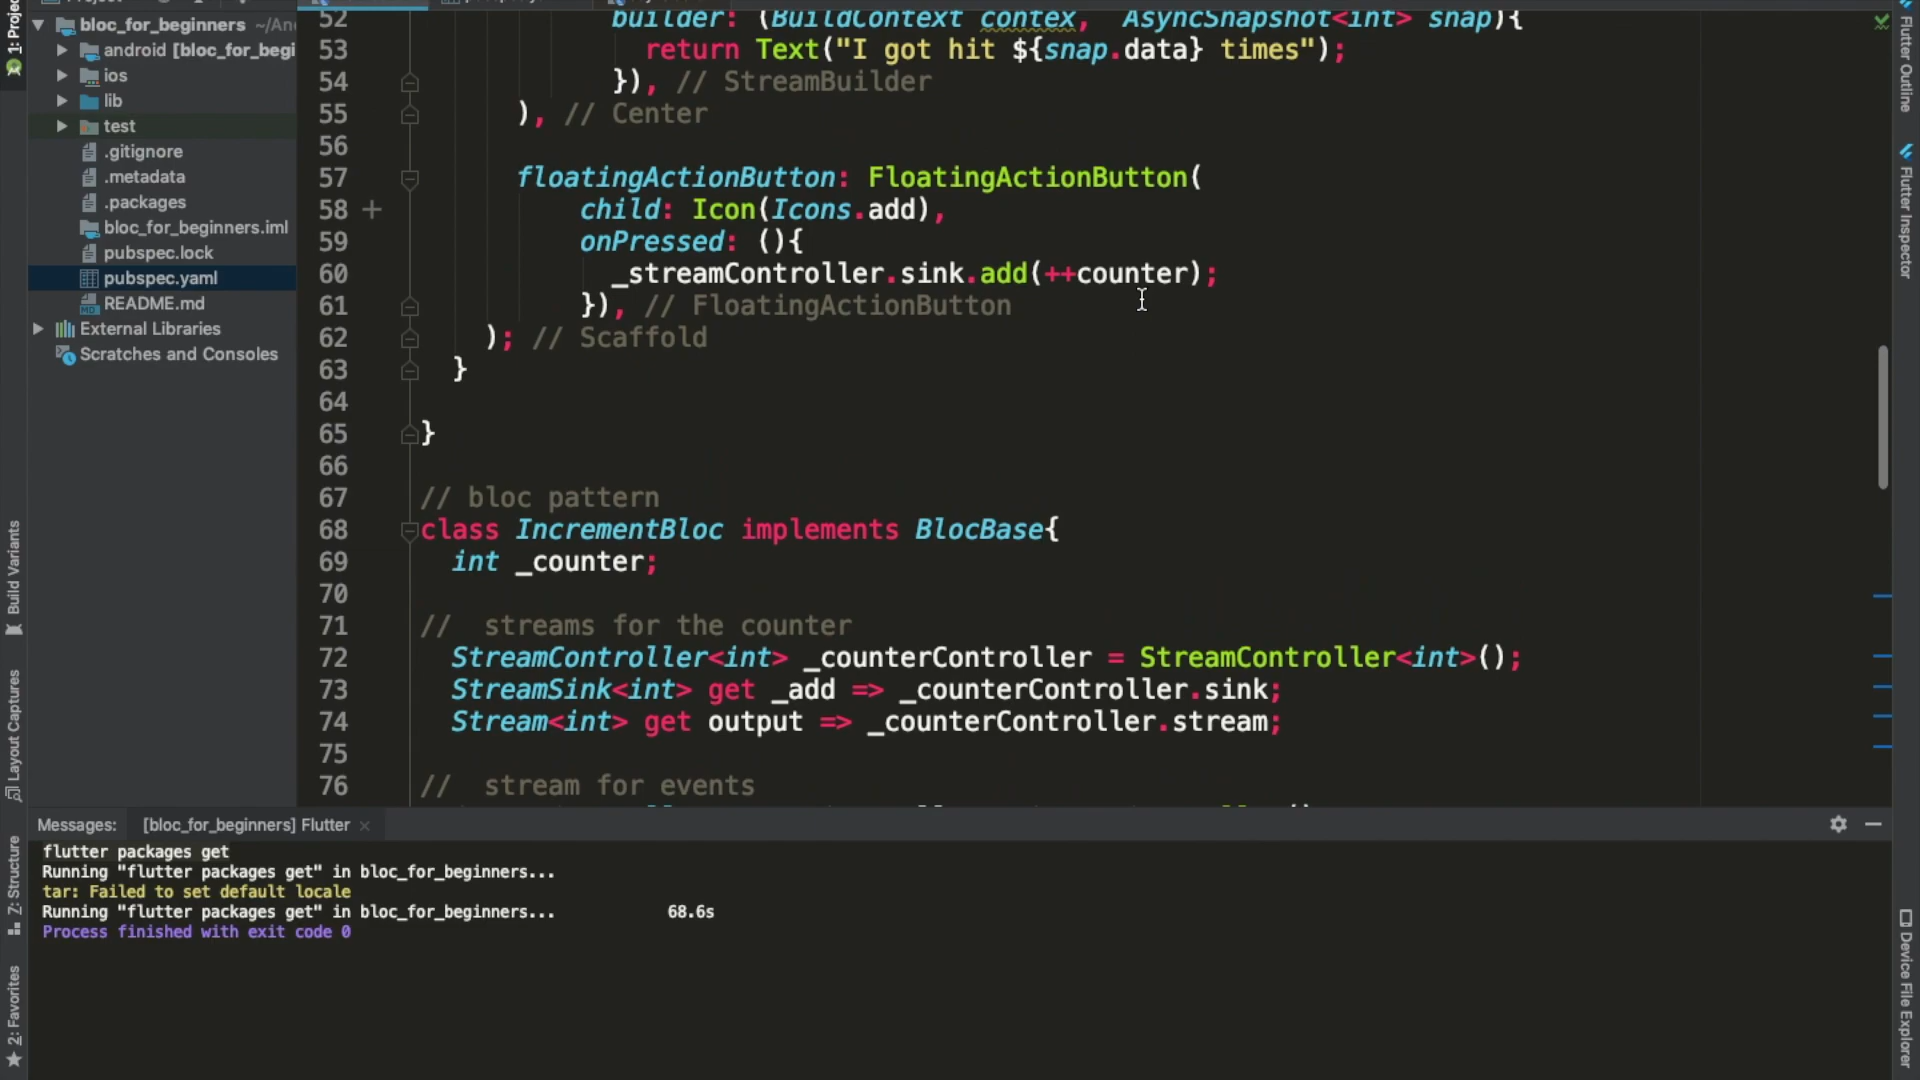 1: Project
bloc_for_beginners ~/An
android [bloc_for_begi
ios
lib
test
.gitignore
.metadata
.packages
bloc_for_beginners.iml
pubspec.lock
pubspec.yaml
README.md
External Libraries
Scratches and Consoles
Build Variants
Layout Captures
Z: Structure
2: Favorites
52 builder: (BuildContext contex, AsyncSnapshot<int> snap){
53 return Text("I got hit ${snap.data} times");
54 }), // StreamBuilder
55 ), // Center
56
57 floatingActionButton: FloatingActionButton(
58 + child: Icon(Icons.add),
59 onPressed: (){
60 _streamController.sink.add(++counter);
61 }), // FloatingActionButton
62 ); // Scaffold
63 }
64
65 }
66
67 // bloc pattern
68 class IncrementBloc implements BlocBase{
69 int _counter;
70
71 // streams for the counter
72 StreamController<int> _counterController = StreamController<int>();
73 StreamSink<int> get _add => _counterController.sink;
74 Stream<int> get output => _counterController.stream;
75
76 // stream for events
Flutter Outline
Flutter Inspector
Device File Explorer
Messages: [bloc_for_beginners] Flutter ×
flutter packages get
Running "flutter packages get" in bloc_for_beginners...
tar: Failed to set default locale
Running "flutter packages get" in bloc_for_beginners... 68.6s
Process finished with exit code 0